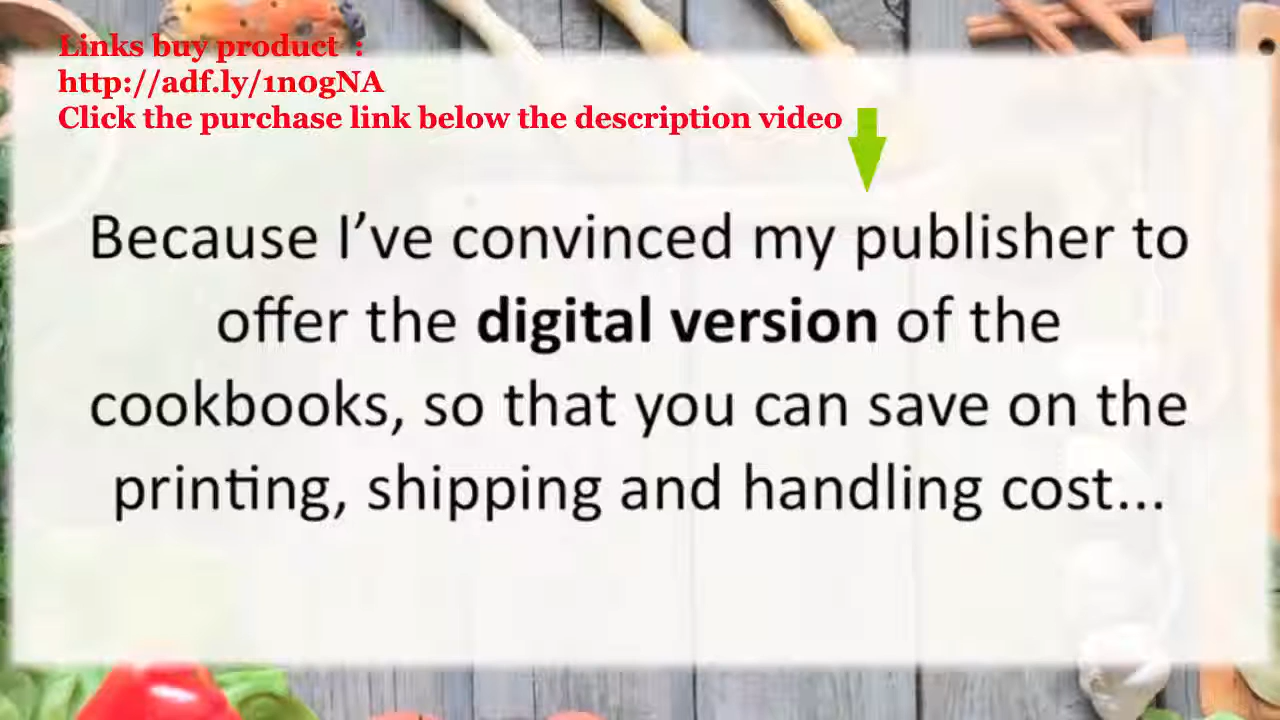 Links buy product :
http://adf.ly/1n0gNA
Click the purchase link below the description video
Because I’ve convinced my publisher to
offer the digital version of the
cookbooks, so that you can save on the
printing, shipping and handling cost...